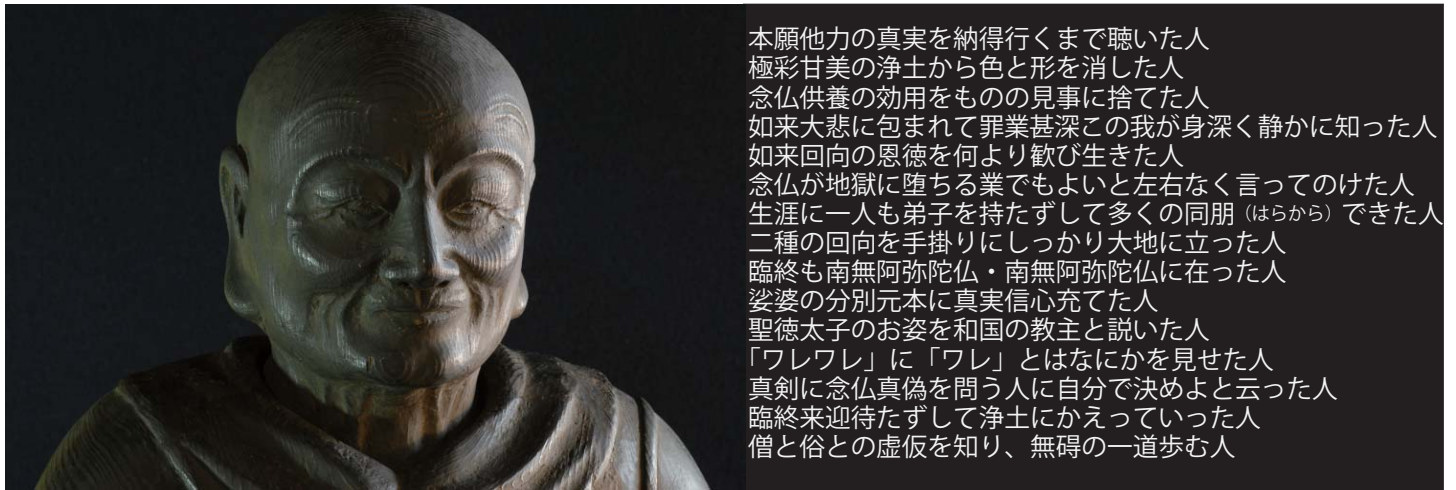 本願他力の真実を納得行くまで聴いた人
極彩甘美の浄土から色と形を消した人
念仏供養の効用をものの見事に捨てた人
如来大悲に包まれて罪業甚深この我が身深く静かに知った人
如来回向の恩徳を何より歓び生きた人
念仏が地獄に堕ちる業でもよいと左右なく言ってのけた人
生涯に一人も弟子を持たずして多くの同朋（はらから）できた人
二種の回向を手掛りにしっかり大地に立った人
臨終も南無阿弥陀仏・南無阿弥陀仏に在った人
娑婆の分別元本に真実信心充てた人
聖徳太子のお姿を和国の教主と説いた人
「ワレワレ」に「ワレ」とはなにかを見せた人
真剣に念仏真偽を問う人に自分で決めよと云った人
臨終来迎待たずして浄土にかえっていった人
僧と俗との虚仮を知り、無碍の一道歩む人